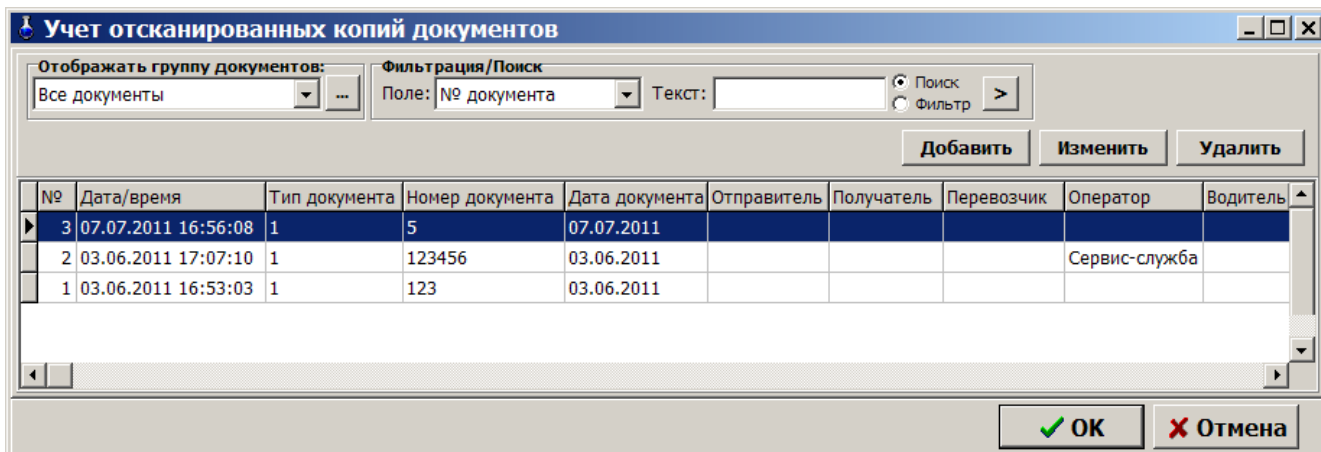 Учет отсканированных копий документов
Отображать группу документов: Фильтрация/Поиск
Все документы ... Поле: № документа Текст: Поиск >
Фильтр
Добавить Изменить Удалить
№ Дата/время Тип документа Номер документа Дата документа Отправитель Получатель Перевозчик Оператор Водитель
3 07.07.2011 16:56:08 1 5 07.07.2011
2 03.06.2011 17:07:10 1 123456 03.06.2011 Сервис-служба
1 03.06.2011 16:53:03 1 123 03.06.2011
OK Отмена